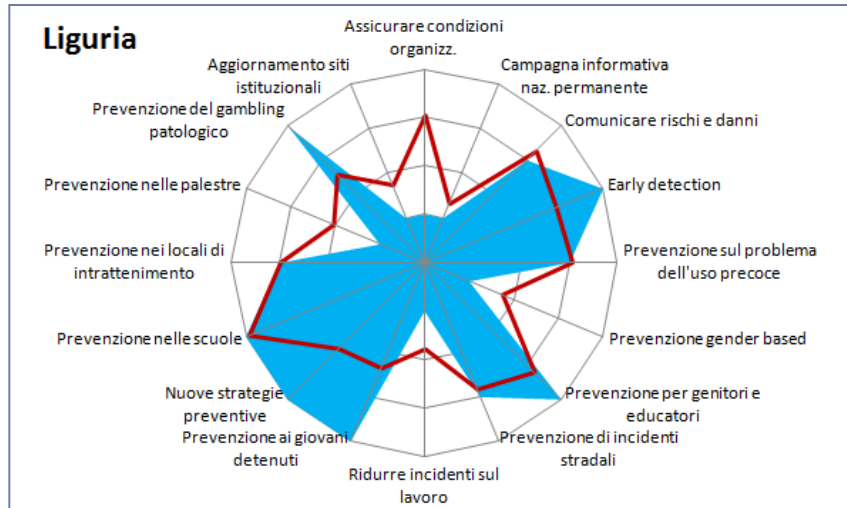 Liguria
Assicurare condizioni
organizz.
Campagna informativa
naz. permanente
Comunicare rischi e danni
Early detection
Prevenzione sul problema
dell'uso precoce
Prevenzione gender based
Prevenzione per genitori e
educatori
Prevenzione di incidenti
stradali
Ridurre incidenti sul
lavoro
Prevenzione ai giovani
detenuti
Nuove strategie
preventive
Prevenzione nelle scuole
Prevenzione nei locali di
intrattenimento
Prevenzione nelle palestre
Prevenzione del gambling
patologico
Aggiornamento siti
istituzionali